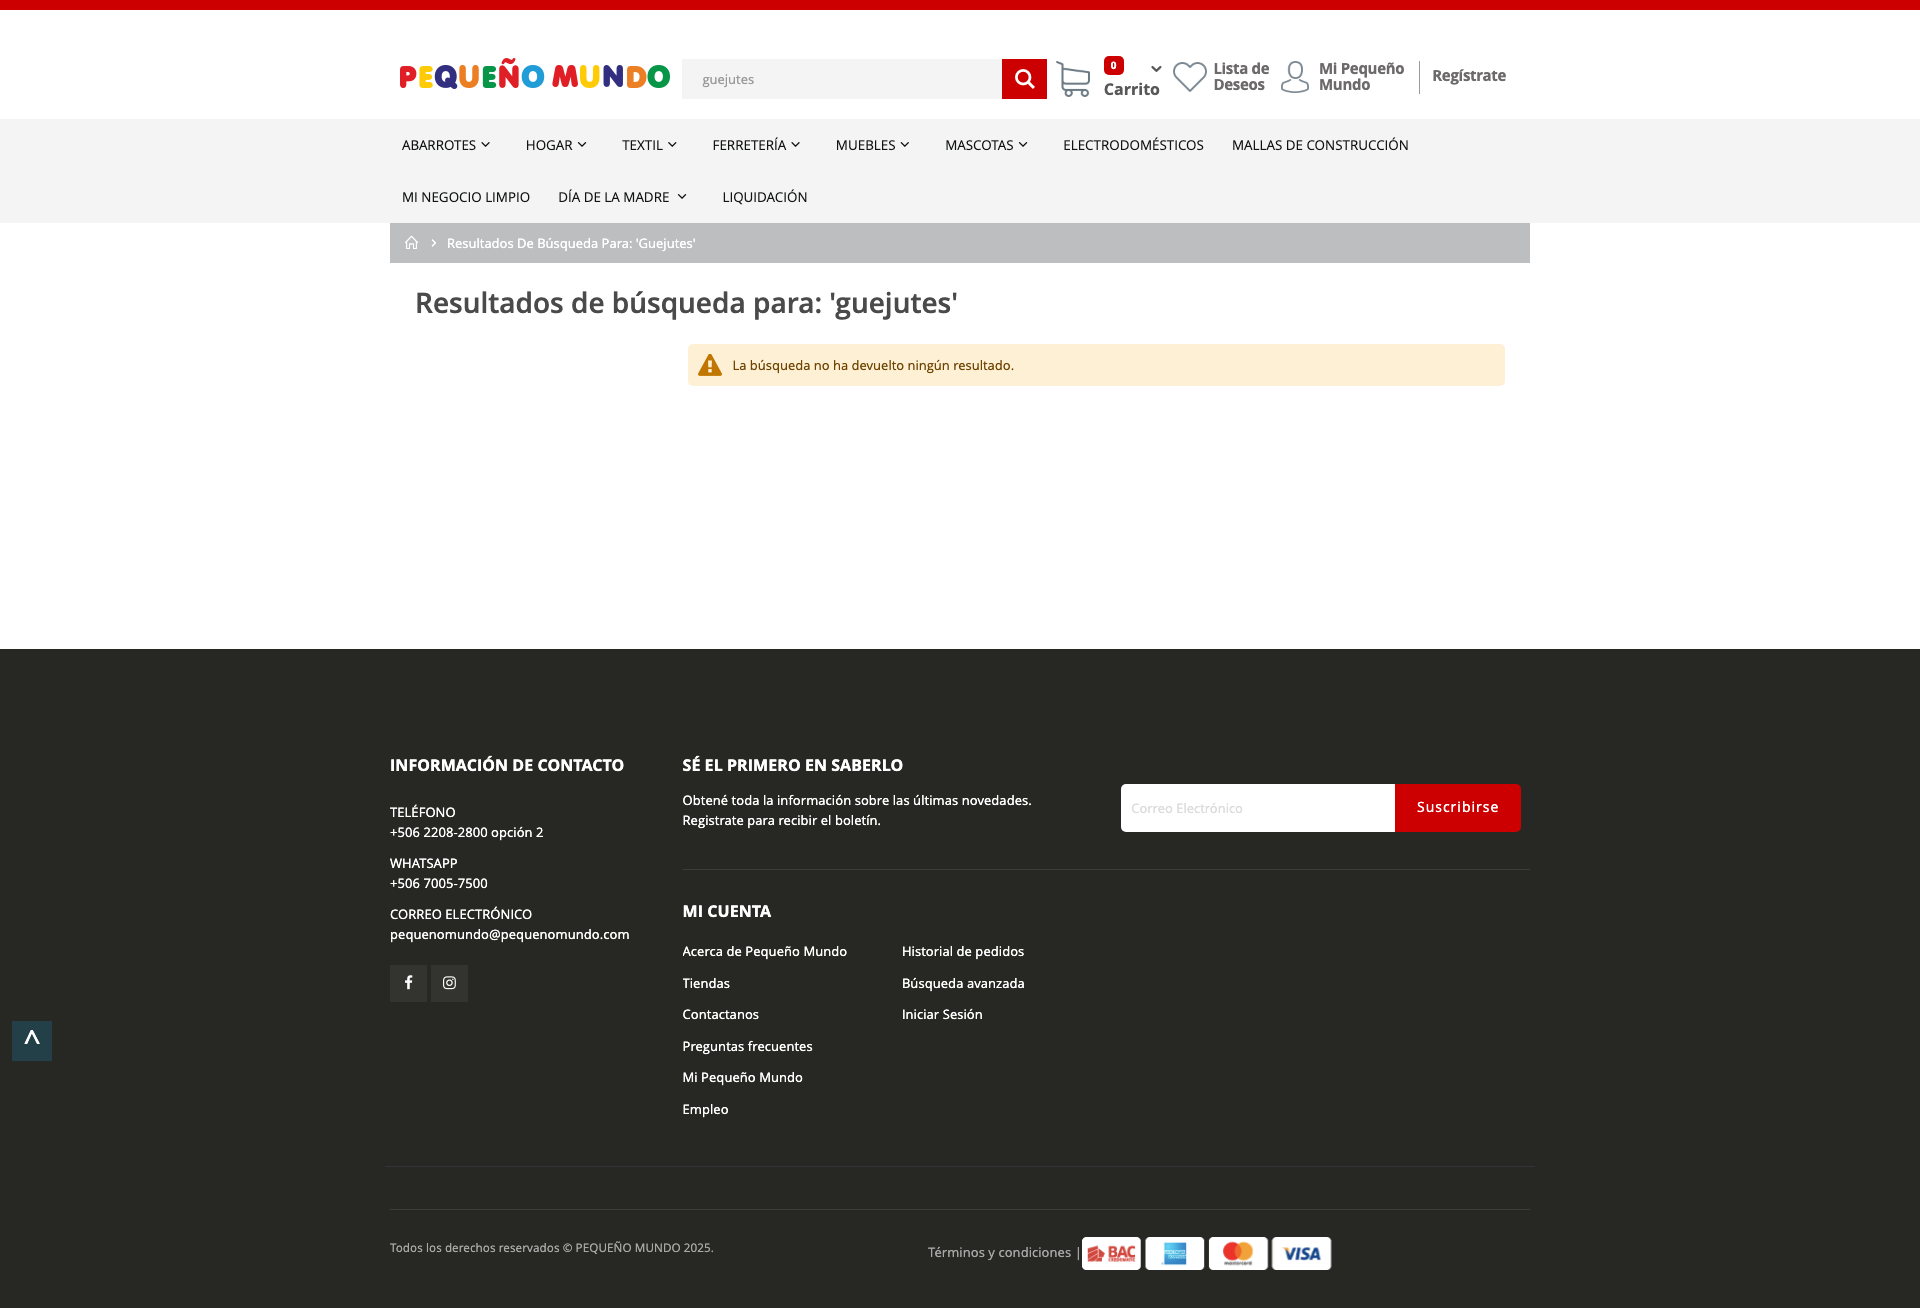 PEQUEÑO MUNDO
guejutes
0
Carrito
Lista de
Deseos
Mi Pequeño
Mundo
Regístrate
ABARROTES
HOGAR
TEXTIL
FERRETERÍA
MUEBLES
MASCOTAS
ELECTRODOMÉSTICOS
MALLAS DE CONSTRUCCIÓN
MI NEGOCIO LIMPIO
DÍA DE LA MADRE
LIQUIDACIÓN
Resultados De Búsqueda Para: 'Guejutes'
Resultados de búsqueda para: 'guejutes'
La búsqueda no ha devuelto ningún resultado.
INFORMACIÓN DE CONTACTO
TELÉFONO
+506 2208-2800 opción 2
WHATSAPP
+506 7005-7500
CORREO ELECTRÓNICO
pequenomundo@pequenomundo.com
SÉ EL PRIMERO EN SABERLO
Obtené toda la información sobre las últimas novedades.
Registrate para recibir el boletín.
Correo Electrónico
Suscribirse
MI CUENTA
Acerca de Pequeño Mundo
Tiendas
Contactanos
Preguntas frecuentes
Mi Pequeño Mundo
Empleo
Historial de pedidos
Búsqueda avanzada
Iniciar Sesión
Todos los derechos reservados © PEQUEÑO MUNDO 2025.
Términos y condiciones |
BAC
mastercard
VISA